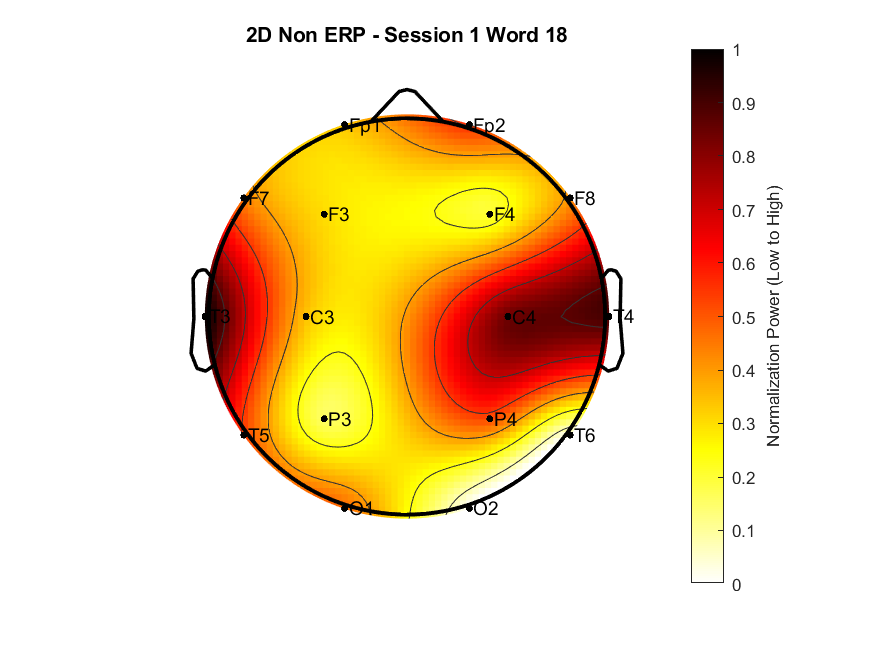 2D Non ERP - Session 1 Word 18
Fp1 Fp2
F7 F8
F3 F4
T3 C3 C4 T4
P3 P4
T5 T6
O1 O2
1
0.9
0.8
0.7
0.6
0.5
0.4
0.3
0.2
0.1
0
Normalization Power (Low to High)